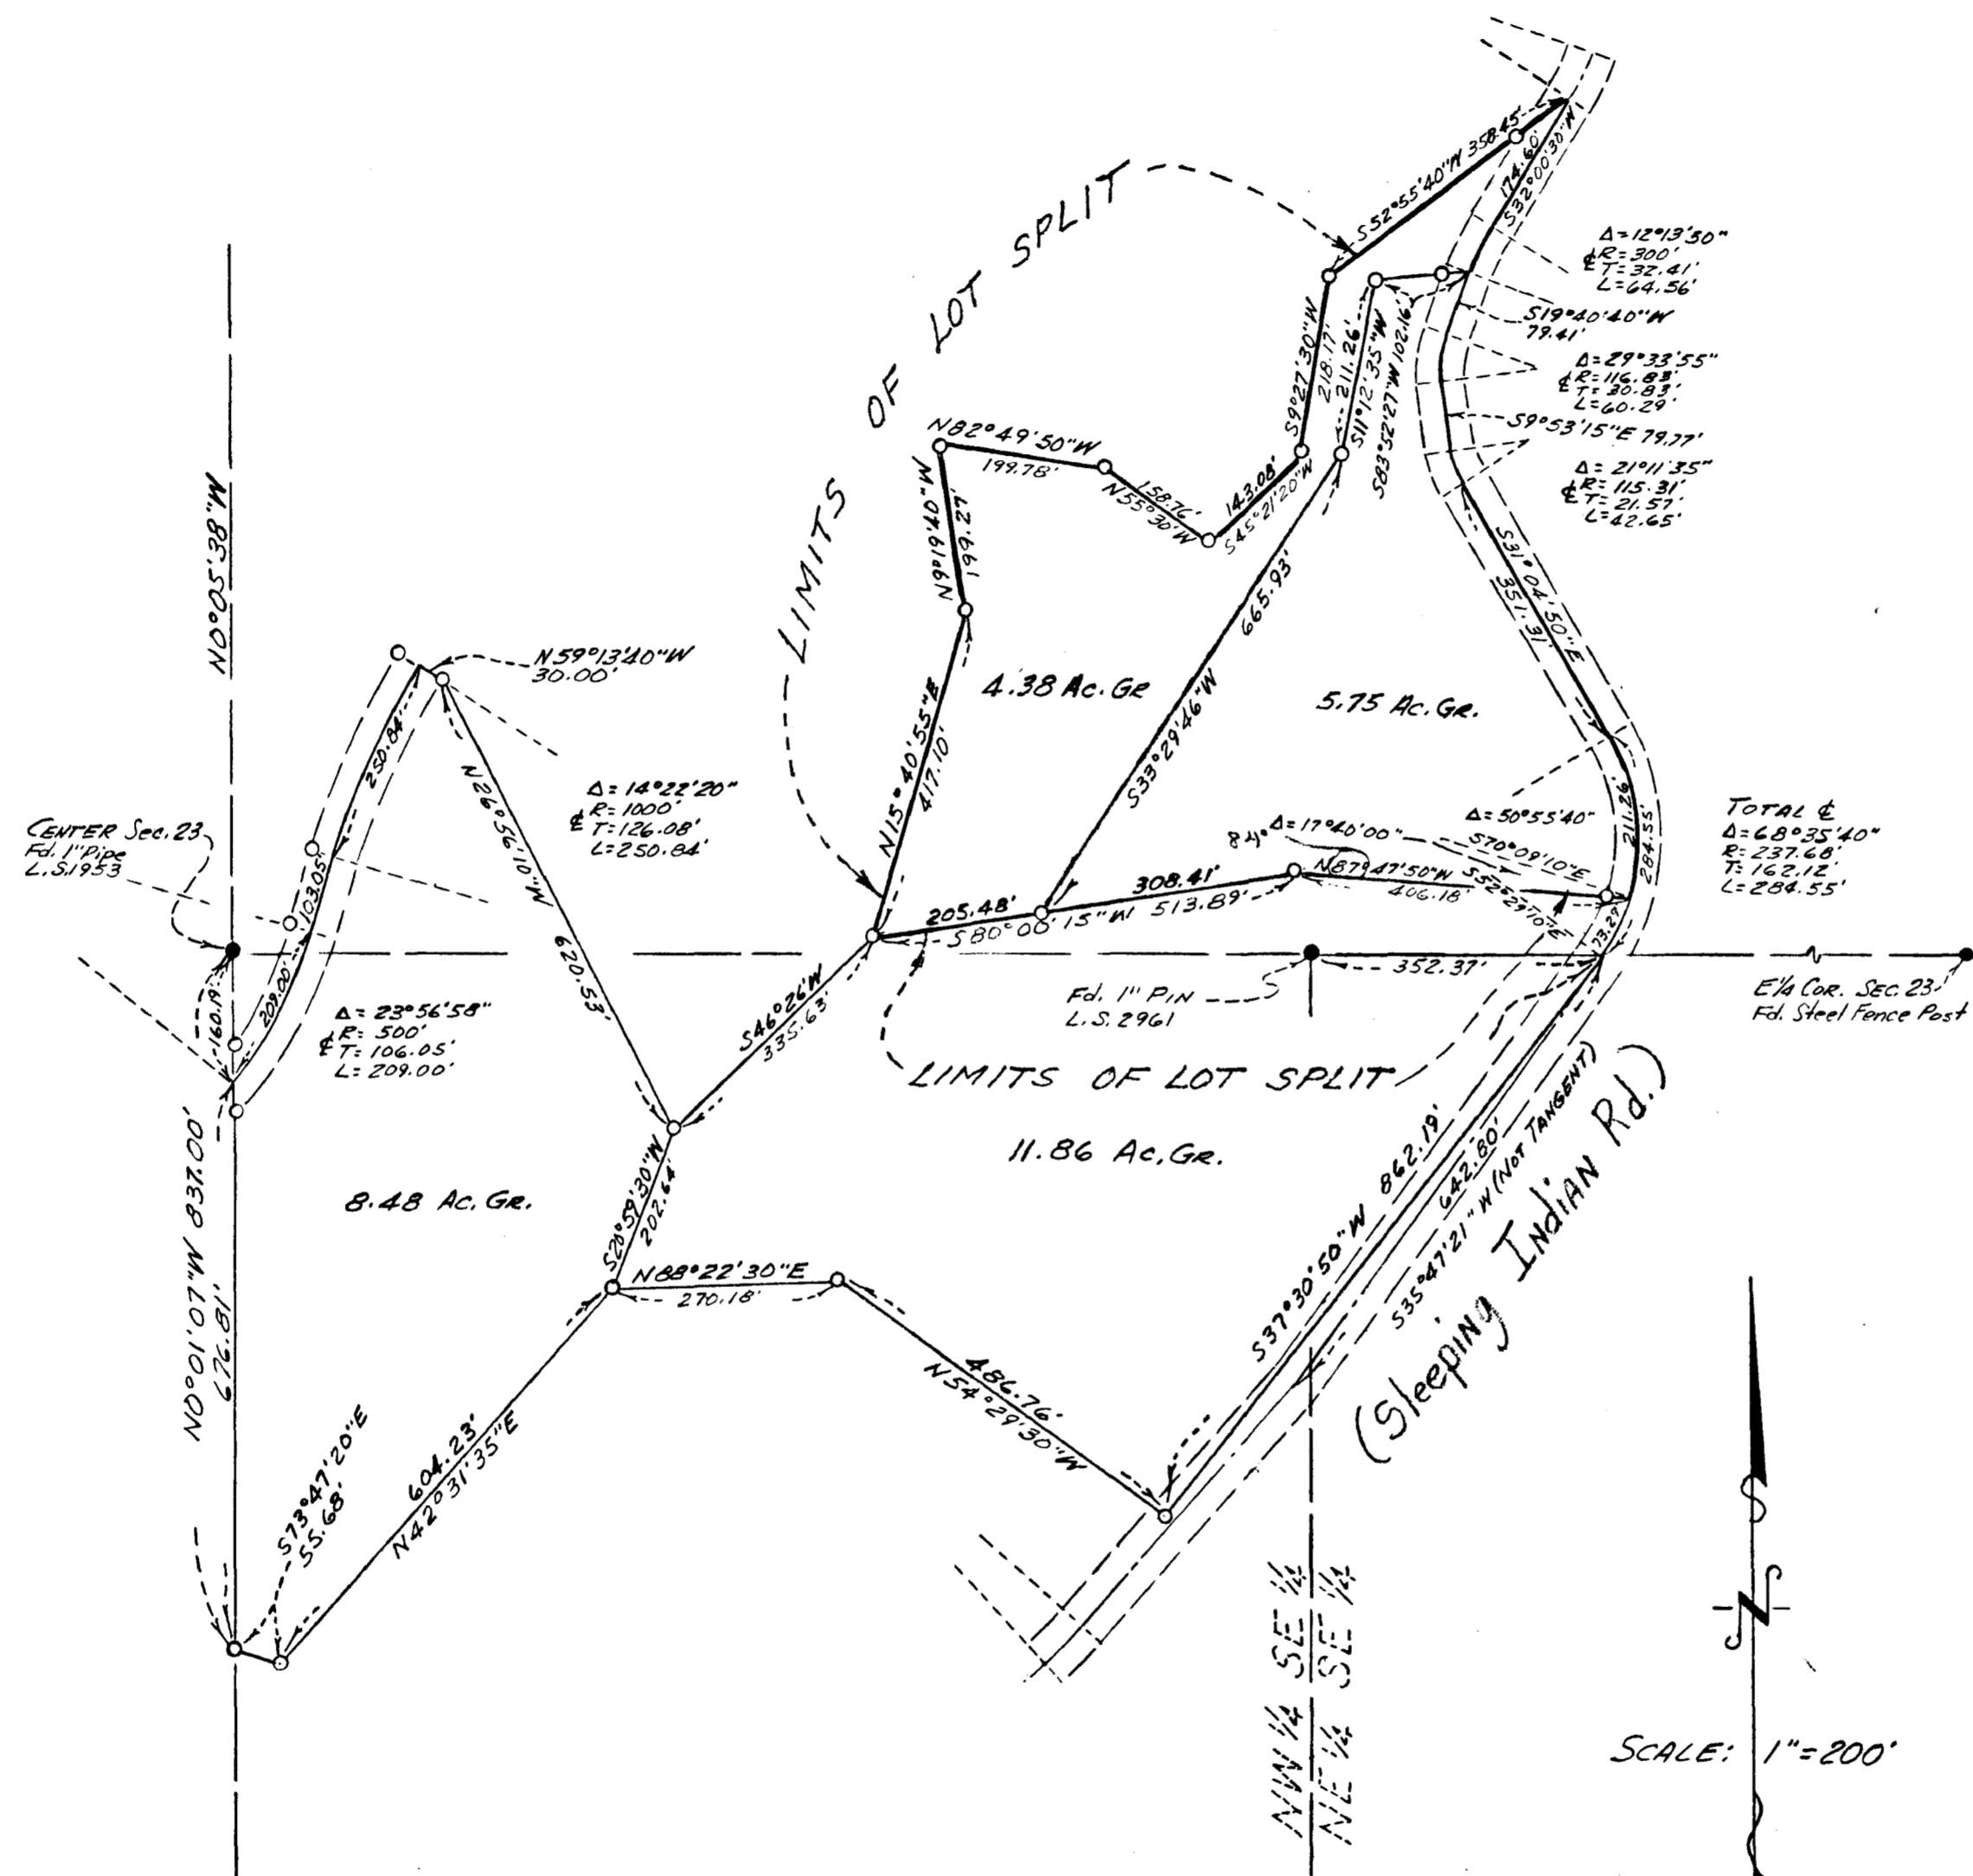 LIMITS OF LOT SPLIT
S52°55'40"W 358.45'
174.60'
S32°00'30"W
Δ=12°13'50"
℄ R=300'
T=32.41'
L=64.56'
S19°40'40"W
79.41'
Δ=29°33'55"
℄ R=116.83'
T=30.83'
L=60.29'
S9°53'15"E 79.77'
Δ=21°11'35"
℄ R=115.31'
T=21.57'
L=42.65'
S9°27'30"W
218.17'
211.26'
S11°12'35"W
S83°52'27"W 102.16'
N82°49'50"W
199.78'
158.76'
N55°30'W
143.08'
S45°21'20"W
N9°19'40"W
199.27'
N0°05'38"W
S31°04'50"E
351.31'
665.93'
S33°29'46"W
N59°13'40"W
30.00'
4.38 Ac. Gr
5.75 Ac. Gr.
N15°40'55"E
417.10'
250.84'
N26°56'10"W
620.53'
Δ=14°22'20"
℄ R=1000'
T=126.08'
L=250.84'
CENTER Sec. 23
Fd. 1" Pipe
L.S.1953
103.05'
Δ=17°40'00"
84°
Δ=50°55'40"
S70°09'10"E
N87°47'50"W
406.18'
211.26'
284.55'
73.29'
TOTAL ℄
Δ=68°35'40"
R=237.68'
T=162.12'
L=284.55'
205.48'
308.41'
S80°00'15"W 513.89'
352.37'
Fd. 1" PIN
L.S. 2961
E¼ COR. SEC. 23
Fd. Steel Fence Post
160.19'
209.00'
Δ=23°56'58"
℄ R=500'
T=106.05'
L=209.00'
S46°26'W
335.63'
LIMITS OF LOT SPLIT
11.86 Ac. Gr.
8.48 Ac. Gr.
N0°01'07"W 837.00'
676.81'
S20°59'30"W
202.64'
N88°22'30"E
270.18'
486.76'
N54°29'30"W
S37°30'50"W 862.19'
642.80'
S35°47'21"W (NOT TANGENT)
(Sleeping Indian Rd.)
604.23'
N42°31'35"E
S73°47'20"E
55.68'
NW¼ SE¼
NE¼ SE¼
N
S
SCALE: 1"=200'